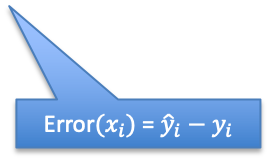 Error(𝑥ᵢ) = ŷᵢ − 𝑦ᵢ